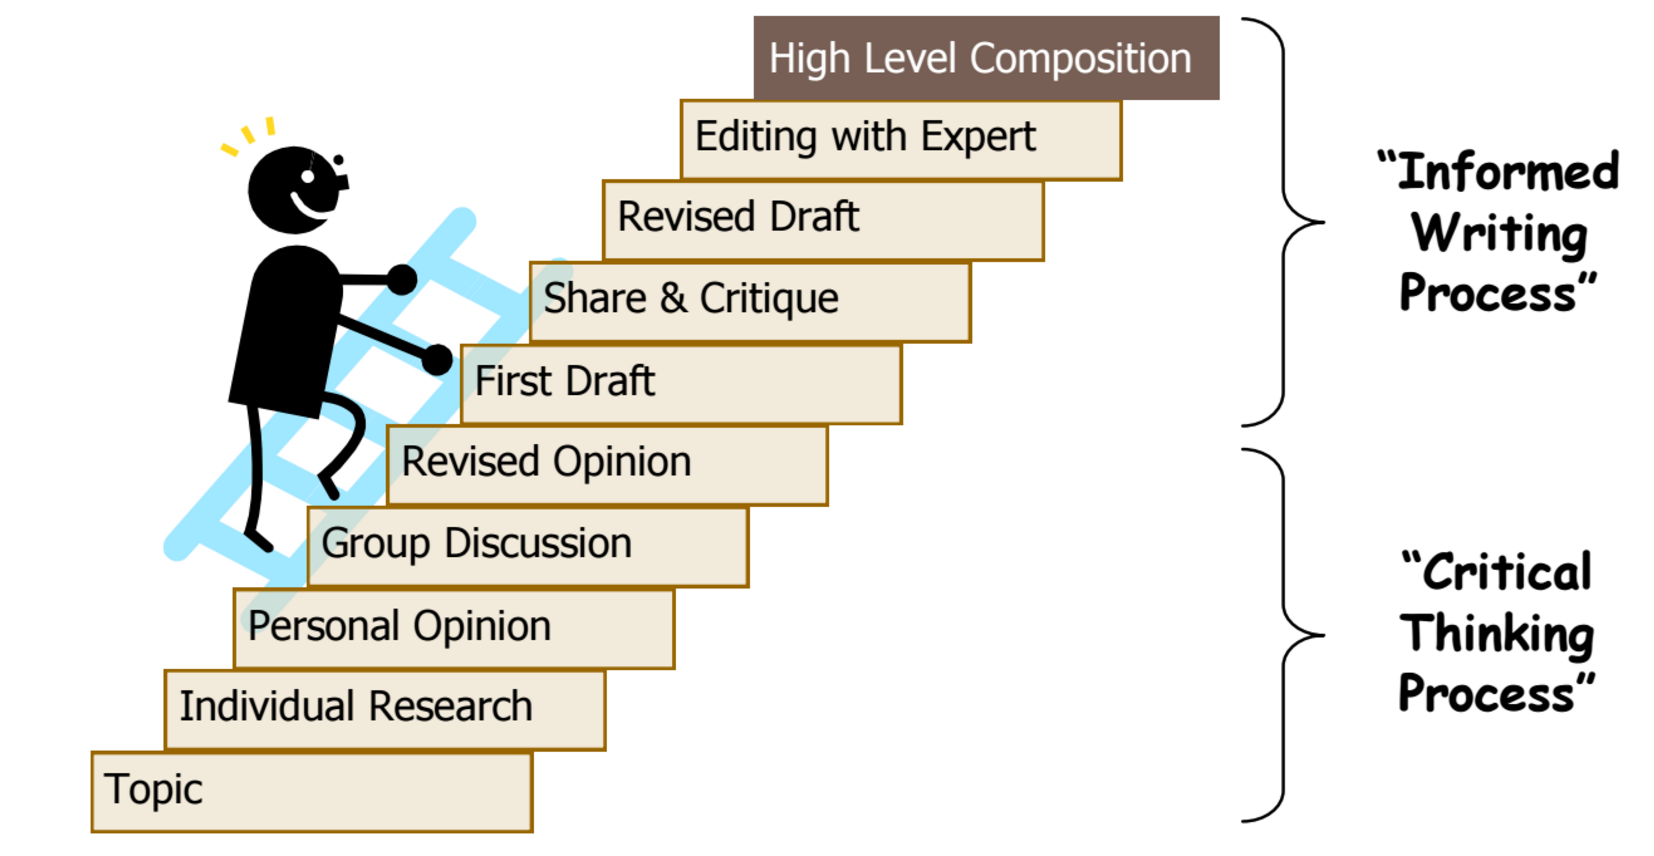 High Level Composition
Editing with Expert
Revised Draft
Share & Critique
First Draft
Revised Opinion
Group Discussion
Personal Opinion
Individual Research
Topic
“Informed
Writing
Process”
“Critical
Thinking
Process”